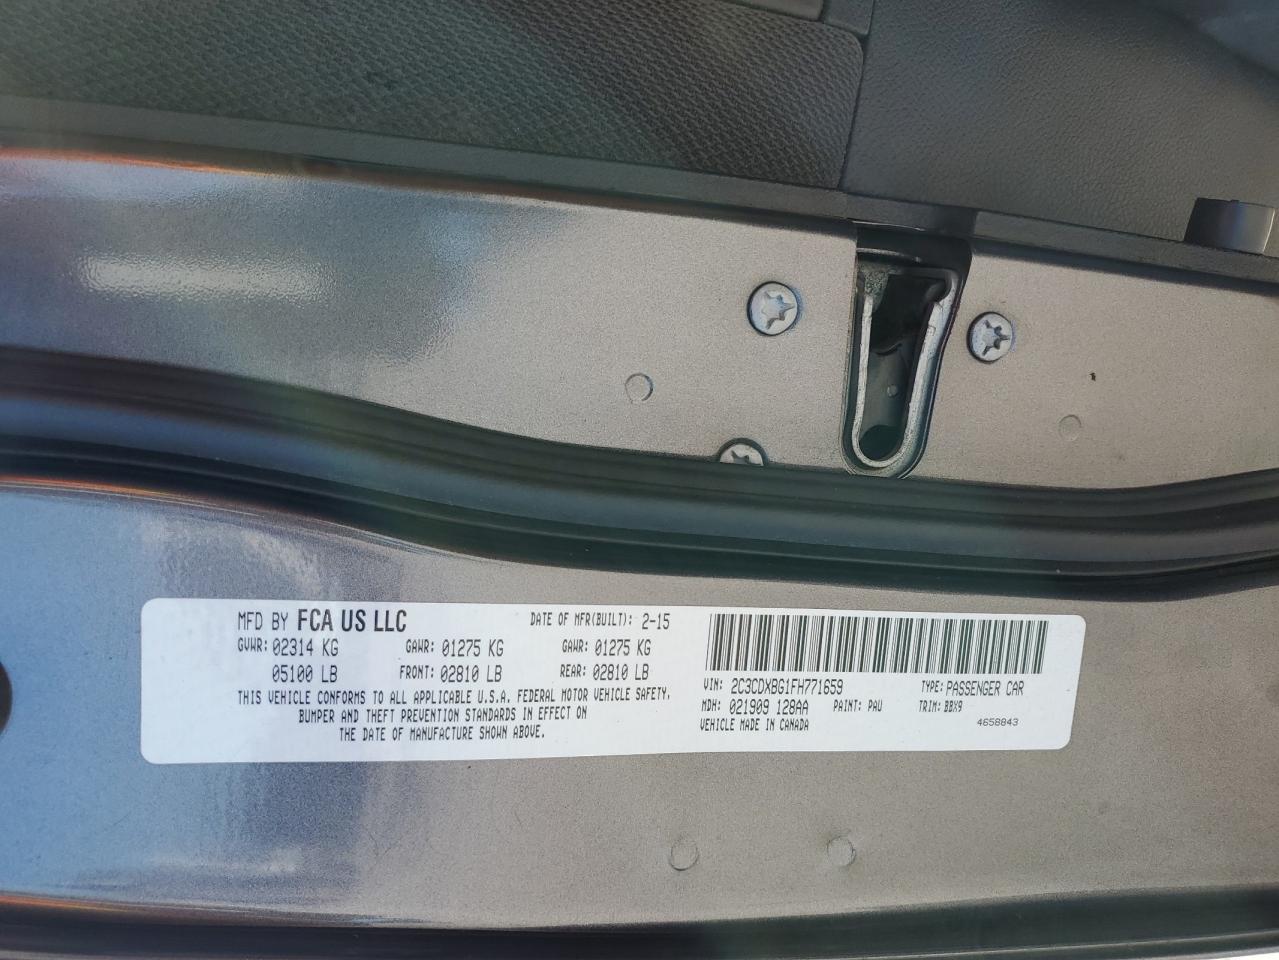 MFD BY FCA US LLC DATE OF MFR(BUILT): 2-15
GVWR: 02314 KG GAWR: 01275 KG GAWR: 01275 KG
05100 LB FRONT: 02810 LB REAR: 02810 LB
THIS VEHICLE CONFORMS TO ALL APPLICABLE U.S.A. FEDERAL MOTOR VEHICLE SAFETY,
BUMPER AND THEFT PREVENTION STANDARDS IN EFFECT ON
THE DATE OF MANUFACTURE SHOWN ABOVE.
VIN: 2C3CDXBG1FH771659 TYPE: PASSENGER CAR
MDH: 021909 128AA PAINT: PAU TRIM: BBX9
VEHICLE MADE IN CANADA 4658843